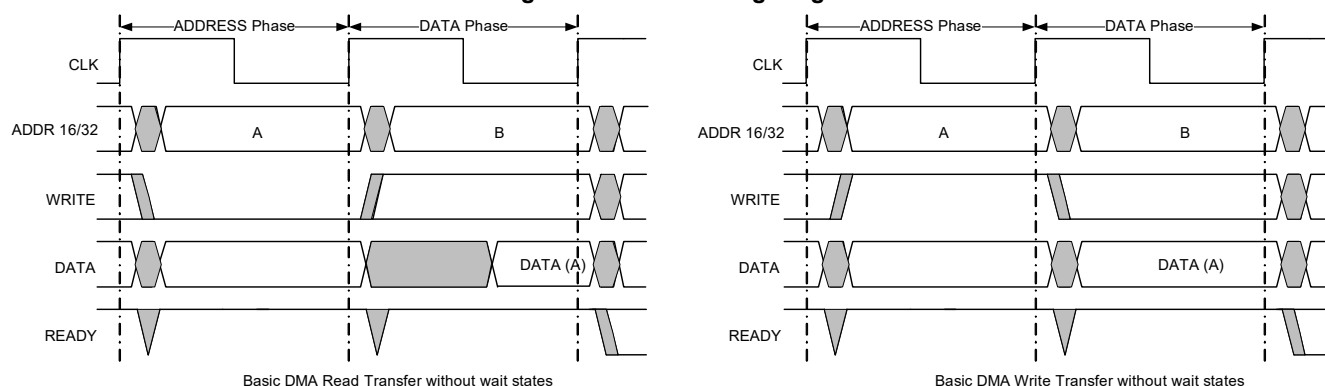 ADDRESS Phase DATA Phase ADDRESS Phase DATA Phase
CLK CLK
ADDR 16/32 A B ADDR 16/32 A B
WRITE WRITE
DATA DATA (A) DATA DATA (A)
READY READY
Basic DMA Read Transfer without wait states Basic DMA Write Transfer without wait states